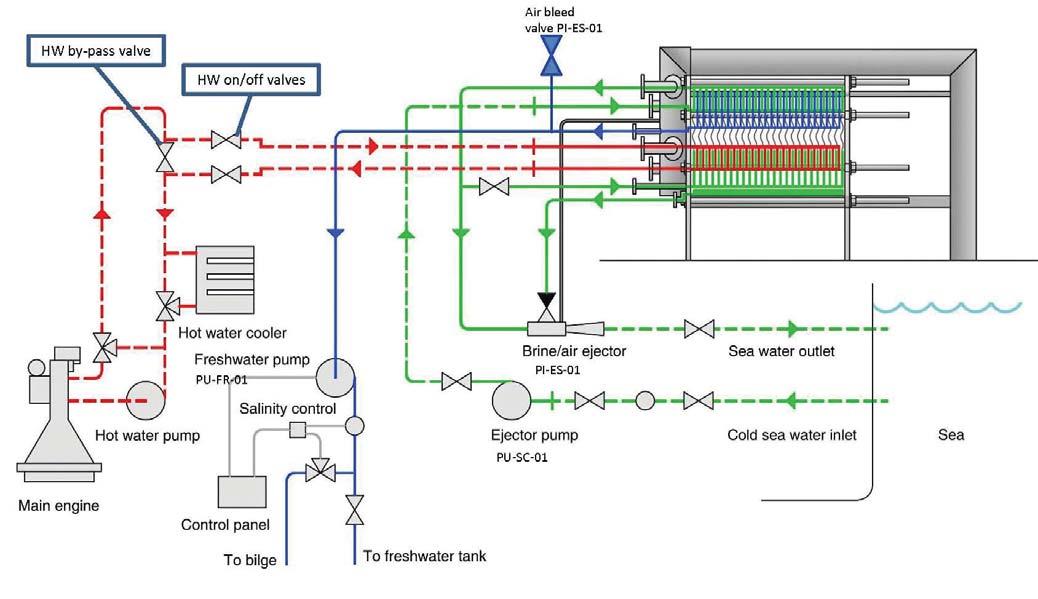 Air bleed
valve PI-ES-01
HW by-pass valve
HW on/off valves
Hot water cooler
Freshwater pump
PU-FR-01
Brine/air ejector
PI-ES-01
Sea water outlet
Salinity control
Hot water pump
Ejector pump
PU-SC-01
Cold sea water inlet
Sea
Main engine
Control panel
To bilge
To freshwater tank